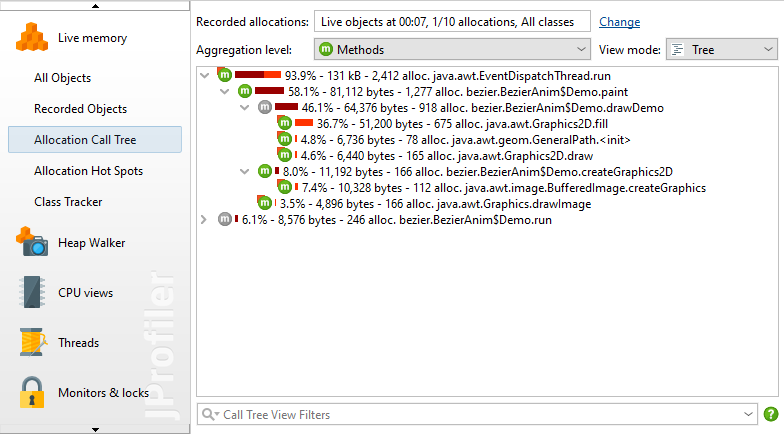 Live memory
All Objects
Recorded Objects
Allocation Call Tree
Allocation Hot Spots
Class Tracker
Heap Walker
CPU views
Threads
Monitors & locks
JProfiler
Recorded allocations: Live objects at 00:07, 1/10 allocations, All classes Change
Aggregation level: m Methods View mode: Tree
m 93.9% - 131 kB - 2,412 alloc. java.awt.EventDispatchThread.run
m 58.1% - 81,112 bytes - 1,277 alloc. bezier.BezierAnim$Demo.paint
m 46.1% - 64,376 bytes - 918 alloc. bezier.BezierAnim$Demo.drawDemo
m 36.7% - 51,200 bytes - 675 alloc. java.awt.Graphics2D.fill
m 4.8% - 6,736 bytes - 78 alloc. java.awt.geom.GeneralPath.<init>
m 4.6% - 6,440 bytes - 165 alloc. java.awt.Graphics2D.draw
m 8.0% - 11,192 bytes - 166 alloc. bezier.BezierAnim$Demo.createGraphics2D
m 7.4% - 10,328 bytes - 112 alloc. java.awt.image.BufferedImage.createGraphics
m 3.5% - 4,896 bytes - 166 alloc. java.awt.Graphics.drawImage
m 6.1% - 8,576 bytes - 246 alloc. bezier.BezierAnim$Demo.run
Call Tree View Filters ?